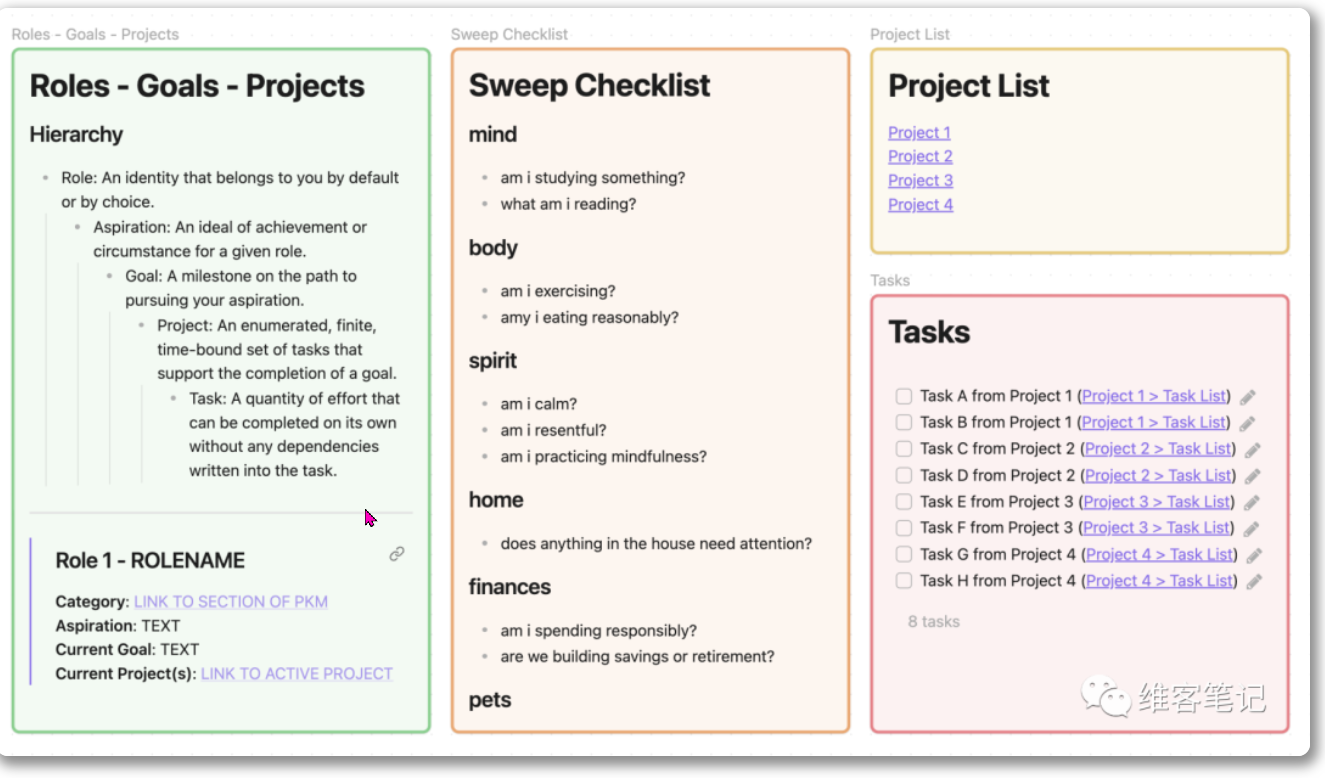 Roles - Goals - Projects
Roles - Goals - Projects
Hierarchy
Role: An identity that belongs to you by default
or by choice.
Aspiration: An ideal of achievement or
circumstance for a given role.
Goal: A milestone on the path to
pursuing your aspiration.
Project: An enumerated, finite,
time-bound set of tasks that
support the completion of a goal.
Task: A quantity of effort that
can be completed on its own
without any dependencies
written into the task.
Role 1 - ROLENAME
Category: LINK TO SECTION OF PKM
Aspiration: TEXT
Current Goal: TEXT
Current Project(s): LINK TO ACTIVE PROJECT
Sweep Checklist
Sweep Checklist
mind
am i studying something?
what am i reading?
body
am i exercising?
amy i eating reasonably?
spirit
am i calm?
am i resentful?
am i practicing mindfulness?
home
does anything in the house need attention?
finances
am i spending responsibly?
are we building savings or retirement?
pets
Project List
Project List
Project 1
Project 2
Project 3
Project 4
Tasks
Tasks
Task A from Project 1 (Project 1 > Task List)
Task B from Project 1 (Project 1 > Task List)
Task C from Project 2 (Project 2 > Task List)
Task D from Project 2 (Project 2 > Task List)
Task E from Project 3 (Project 3 > Task List)
Task F from Project 3 (Project 3 > Task List)
Task G from Project 4 (Project 4 > Task List)
Task H from Project 4 (Project 4 > Task List)
8 tasks
维客笔记